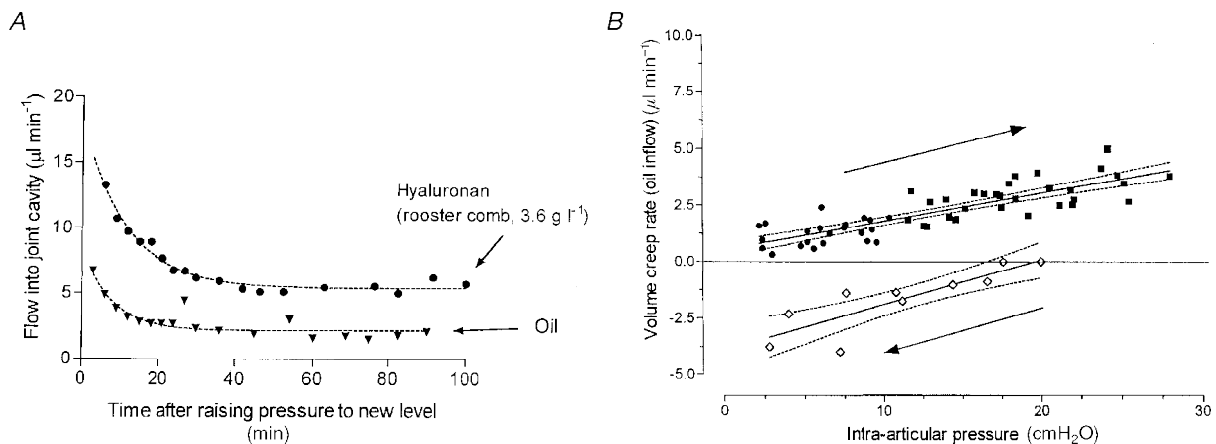 A
Flow into joint cavity (µl min⁻¹)
20
15
10
5
0
Hyaluronan
(rooster comb, 3.6 g l⁻¹)
Oil
0
20
40
60
80
100
Time after raising pressure to new level
(min)
B
Volume creep rate (oil inflow) (µl min⁻¹)
10.0
7.5
5.0
2.5
0.0
-2.5
-5.0
0
10
20
30
Intra-articular pressure (cmH₂O)